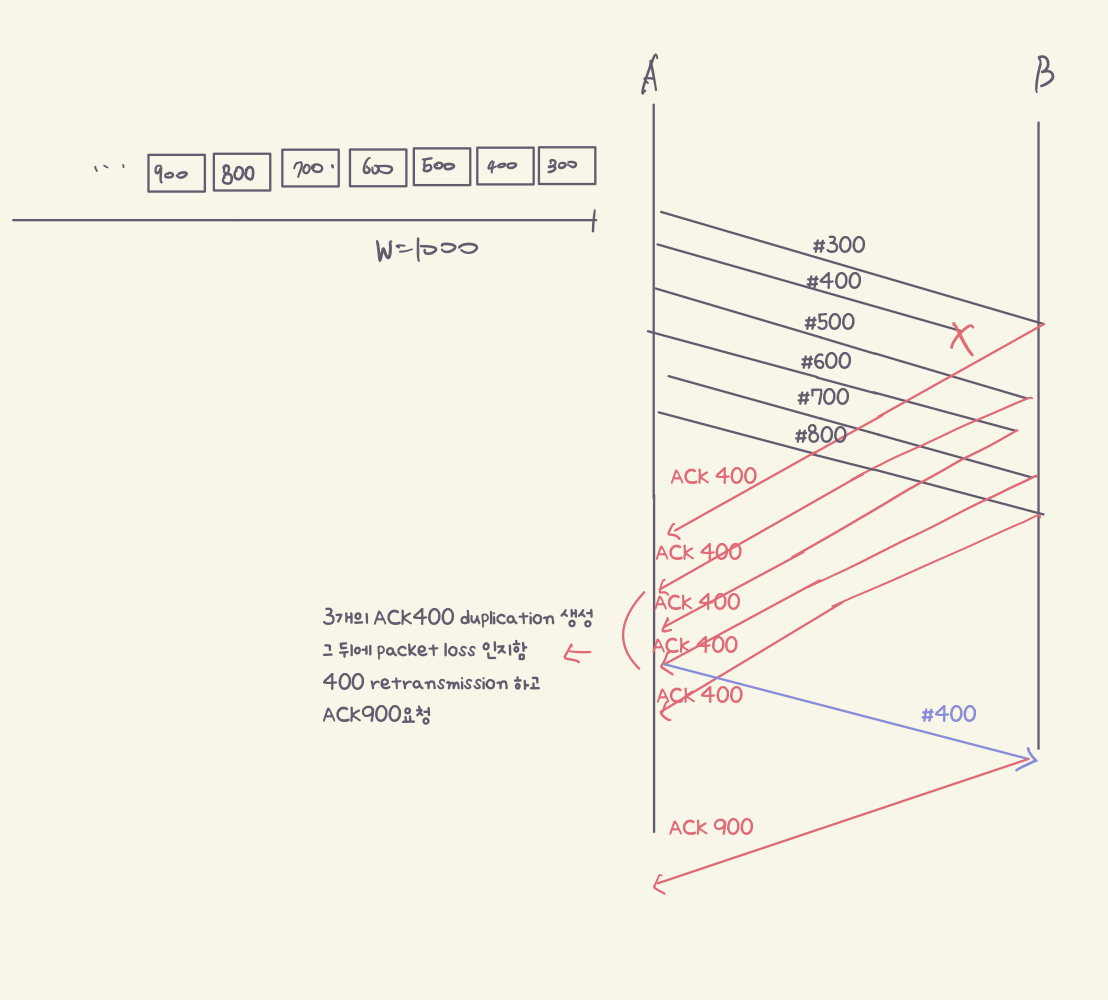 A
B
900 800 700 600 500 400 300
W=1000
#300
#400
#500
#600
#700
#800
ACK 400
ACK 400
ACK 400
ACK 400
ACK 400
3개의 ACK400 duplication 생성
그 뒤에 packet loss 인지함
400 retransmission 하고
ACK900요청
#400
ACK 900